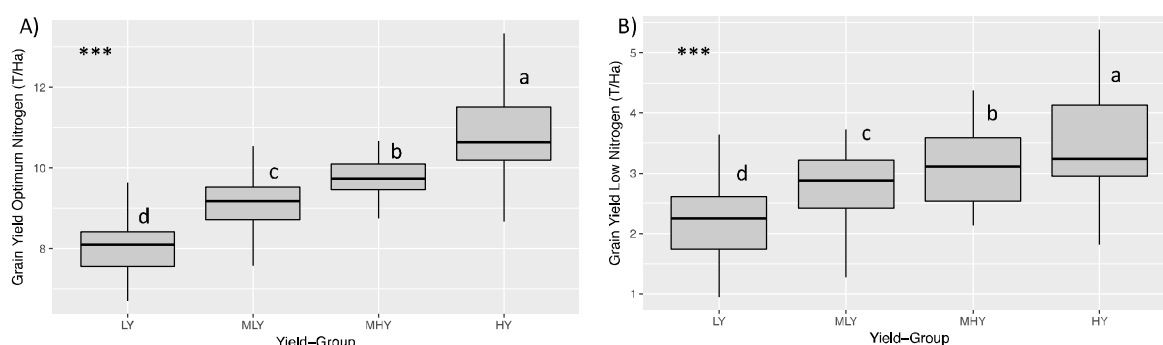 A)
***
Grain Yield Optimum Nitrogen (T/Ha)
12
10
8
d
c
b
a
LY MLY MHY HY
Yield-Group
B)
***
Grain Yield Low Nitrogen (T/Ha)
5
4
3
2
1
d
c
b
a
LY MLY MHY HY
Yield-Group